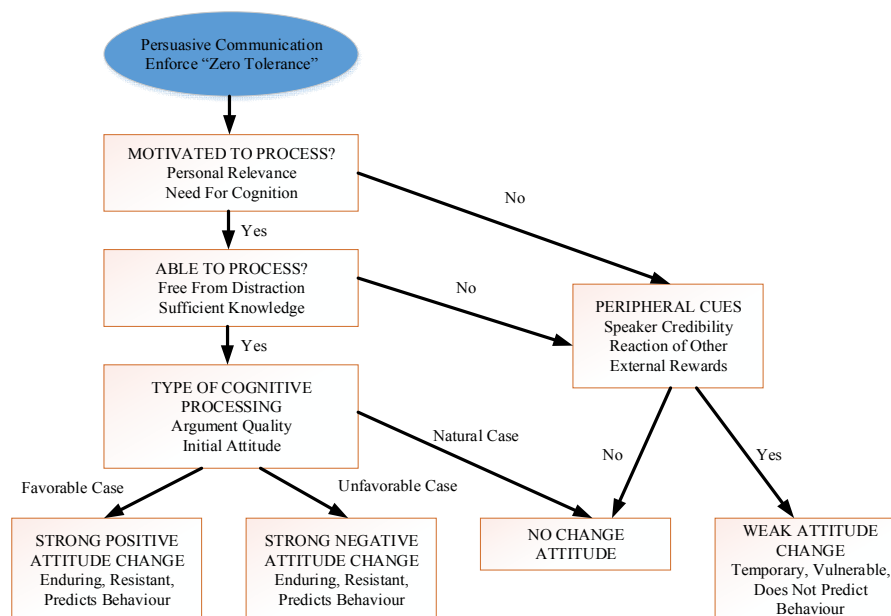 Persuasive Communication
Enforce “Zero Tolerance”
MOTIVATED TO PROCESS?
Personal Relevance
Need For Cognition
No
Yes
ABLE TO PROCESS?
Free From Distraction
Sufficient Knowledge
No
PERIPHERAL CUES
Speaker Credibility
Reaction of Other
External Rewards
Yes
TYPE OF COGNITIVE
PROCESSING
Argument Quality
Initial Attitude
Natural Case
No
Yes
Favorable Case
Unfavorable Case
STRONG POSITIVE
ATTITUDE CHANGE
Enduring, Resistant,
Predicts Behaviour
STRONG NEGATIVE
ATTITUDE CHANGE
Enduring, Resistant,
Predicts Behaviour
NO CHANGE
ATTITUDE
WEAK ATTITUDE
CHANGE
Temporary, Vulnerable,
Does Not Predict
Behaviour